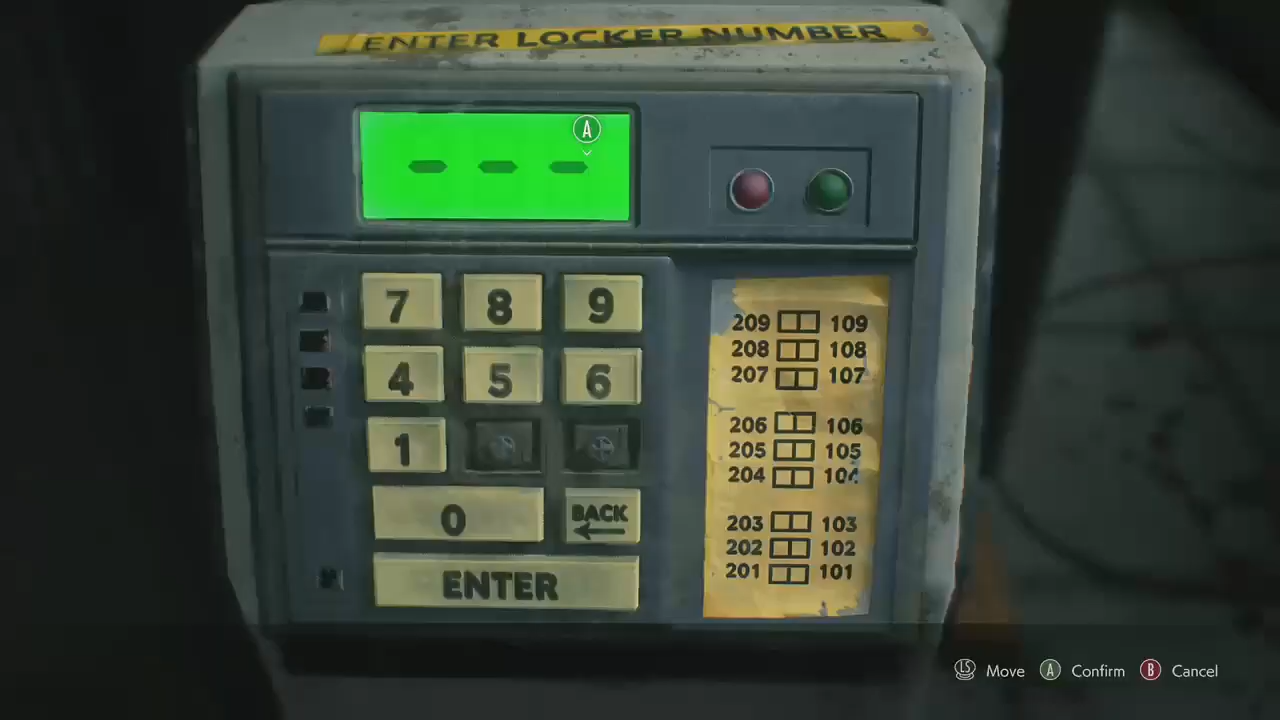 ENTER LOCKER NUMBER
A
7 8 9
4 5 6
1
0 BACK
ENTER
209 109
208 108
207 107
206 106
205 105
204 104
203 103
202 102
201 101
LS Move A Confirm B Cancel